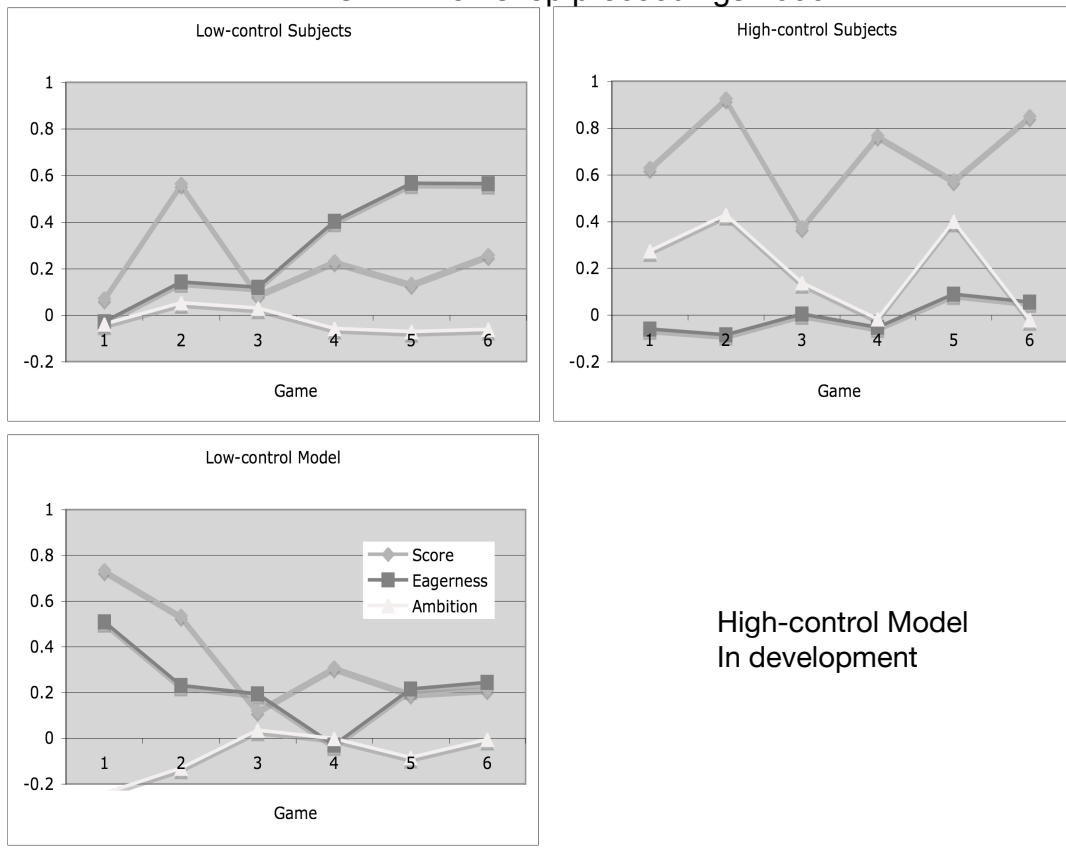 Low-control Subjects
1
0.8
0.6
0.4
0.2
0
-0.2
1 2 3 4 5 6
Game
High-control Subjects
1
0.8
0.6
0.4
0.2
0
-0.2
1 2 3 4 5 6
Game
Low-control Model
1
0.8
0.6
0.4
0.2
0
-0.2
Score
Eagerness
Ambition
1 2 3 4 5 6
Game
High-control Model
In development